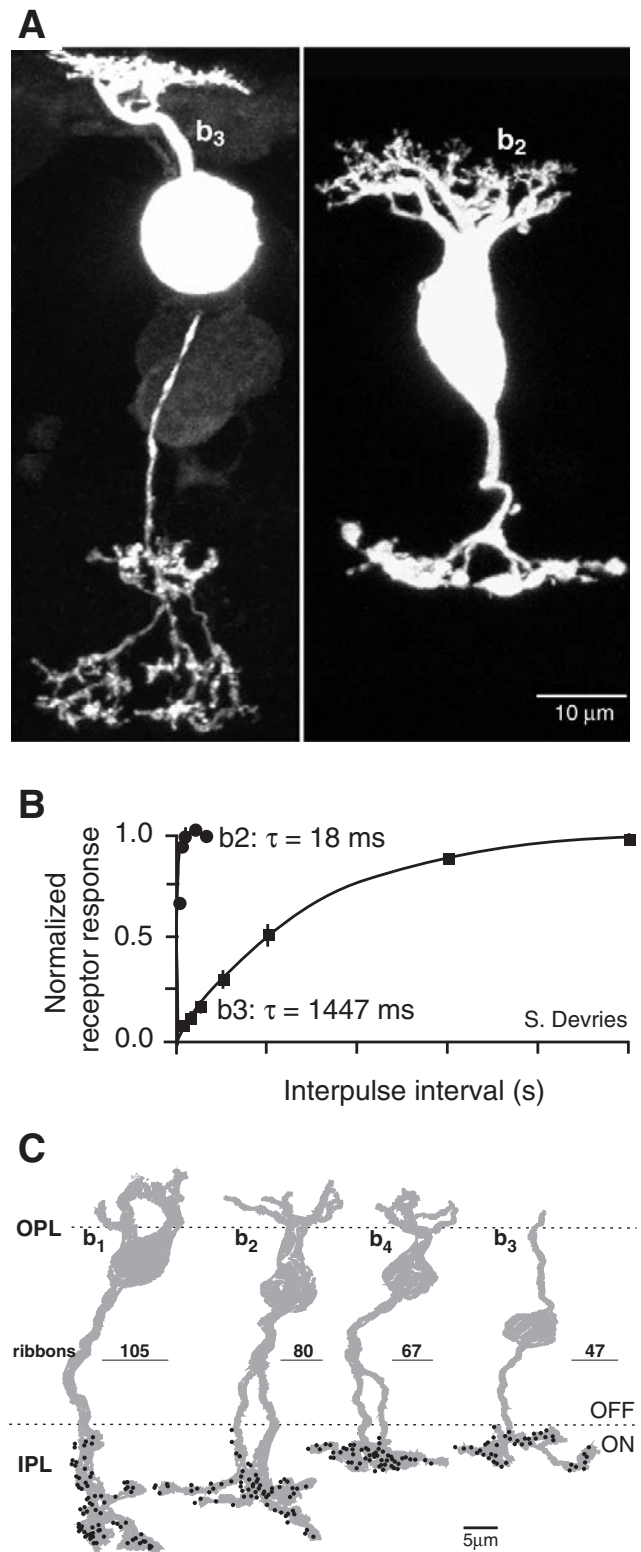 A
b3
b2
10 μm
B
Normalized
receptor response
1.0
0.5
0.0
b2: τ = 18 ms
b3: τ = 1447 ms
S. Devries
Interpulse interval (s)
C
OPL
b1
b2
b4
b3
ribbons
105
80
67
47
OFF
ON
IPL
5μm